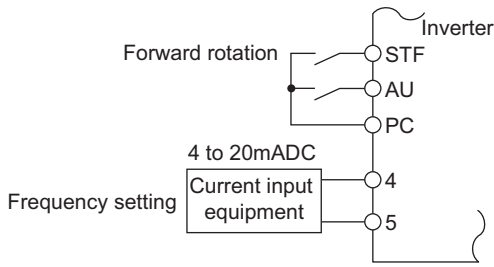 Inverter
Forward rotation
STF
AU
PC
4 to 20mADC
Current input
equipment
Frequency setting
4
5